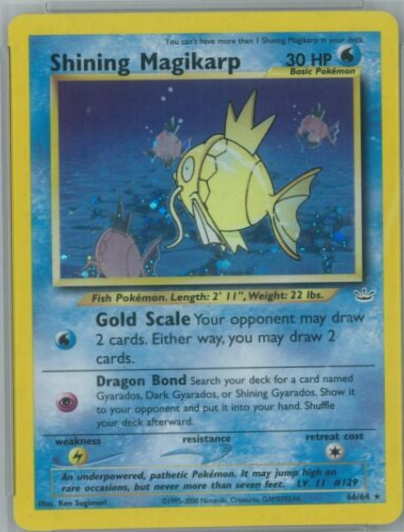 You can't have more than 1 Shining Magikarp in your deck.
Shining Magikarp 30 HP
Basic Pokémon
Fish Pokémon. Length: 2' 11", Weight: 22 lbs.
Gold Scale Your opponent may draw
2 cards. Either way, you may draw 2
cards.
Dragon Bond Search your deck for a card named
Gyarados, Dark Gyarados, or Shining Gyarados. Show it
to your opponent and put it into your hand. Shuffle
your deck afterward.
weakness resistance retreat cost
An underpowered, pathetic Pokémon. It may jump high on
rare occasions, but never more than seven feet. LV. 11 #129
Illus. Ken Sugimori ©1995-2000 Nintendo, Creatures, GAMEFREAK. 66/64 ★